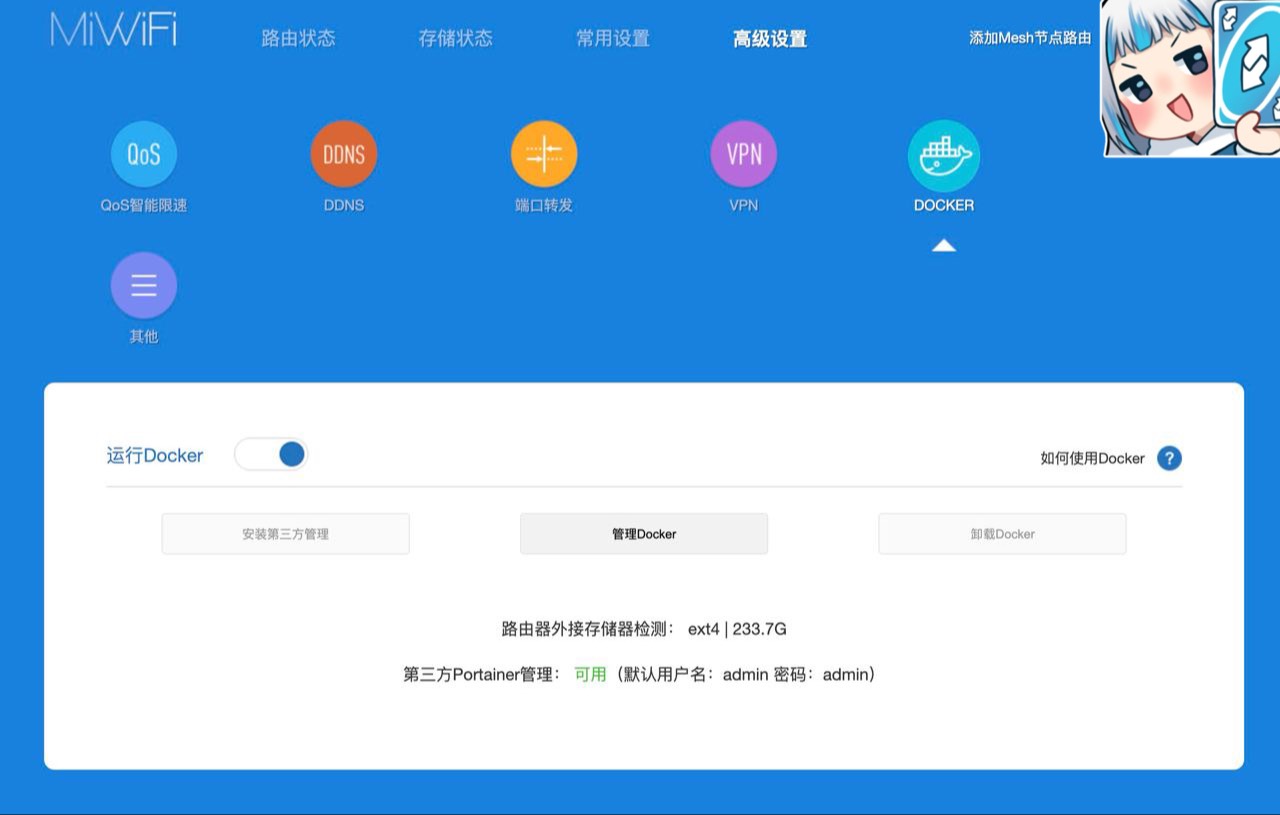 MiWiFi
路由状态 存储状态 常用设置 高级设置 添加Mesh节点路由
QoS DDNS VPN
QoS智能限速 DDNS 端口转发 VPN DOCKER
其他
运行Docker 如何使用Docker ?
安装第三方管理 管理Docker 卸载Docker
路由器外接存储器检测： ext4 | 233.7G
第三方Portainer管理： 可用（默认用户名：admin 密码：admin）